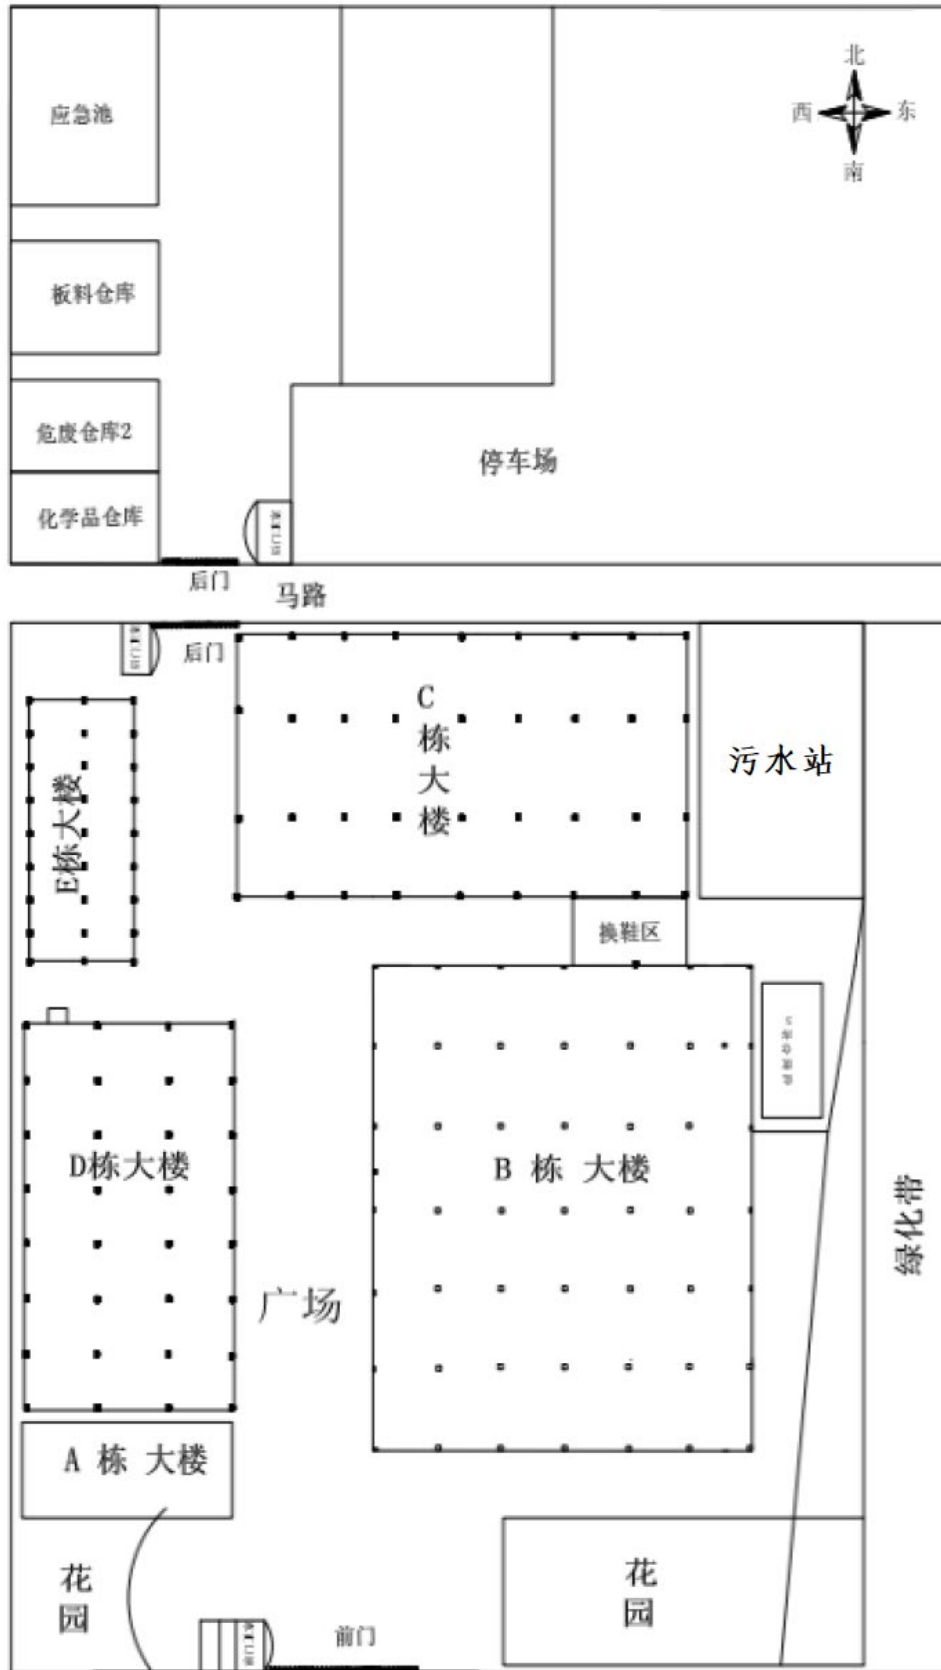 北
西 东
南
应急池
板料仓库
危废仓库2
停车场
化学品仓库
后门
马路
后门
C栋大楼
污水站
E栋大楼
换鞋区
D栋大楼
B 栋 大楼
绿化带
广场
A 栋 大楼
花园
花园
前门